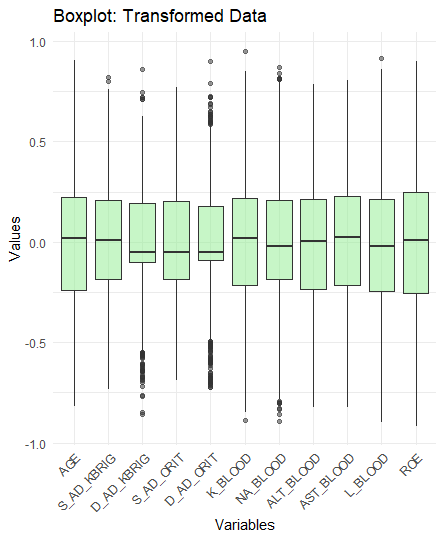 Boxplot: Transformed Data
1.0
0.5
0.0
-0.5
-1.0
Values
AGE
S_AD_KBRIG
D_AD_KBRIG
S_AD_ORIT
D_AD_ORIT
K_BLOOD
NA_BLOOD
ALT_BLOOD
AST_BLOOD
L_BLOOD
ROE
Variables